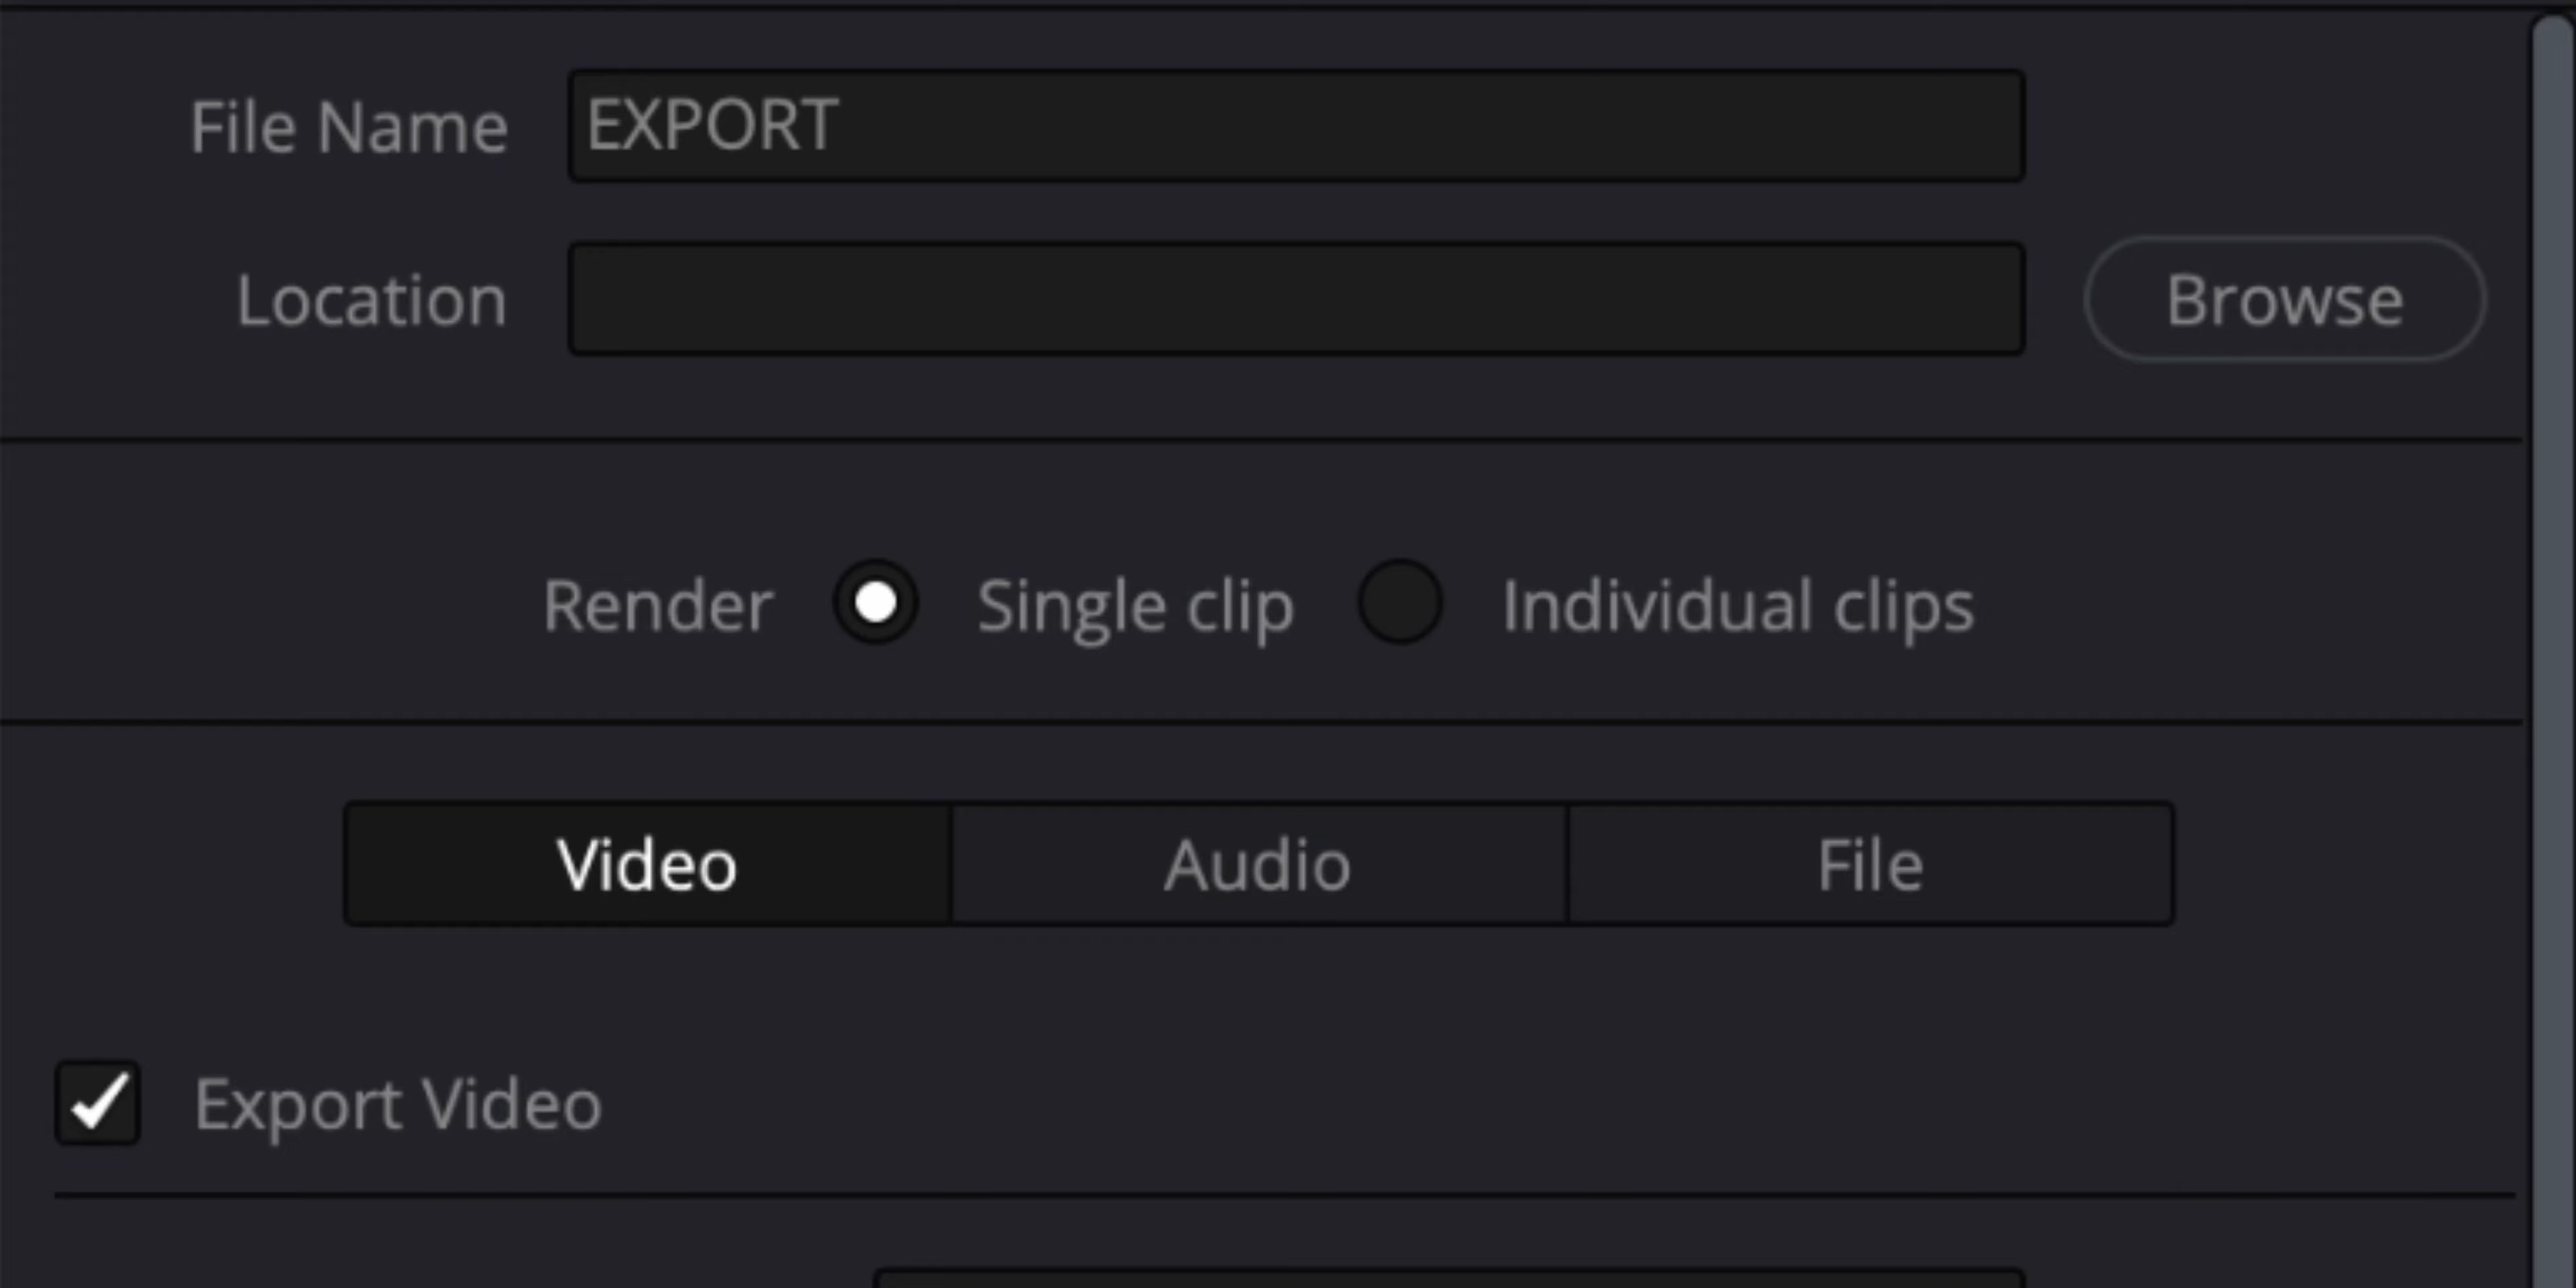 File Name EXPORT
Location Browse
Render Single clip Individual clips
Video Audio File
Export Video